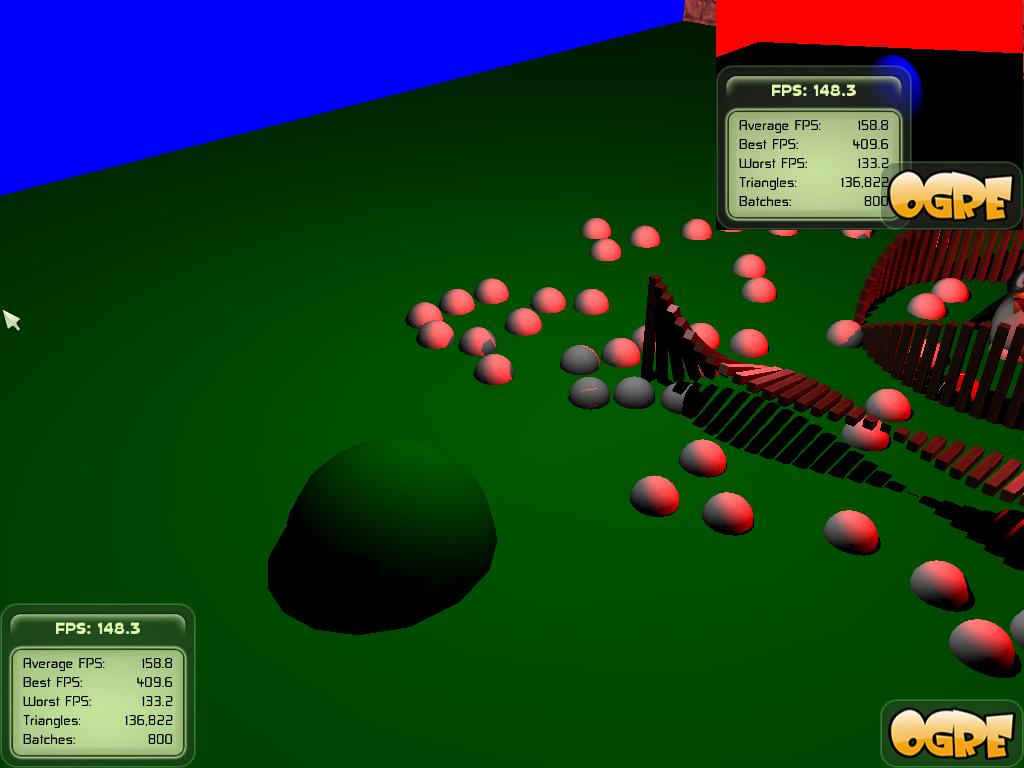 FPS: 148.3
Average FPS: 158.8
Best FPS: 409.6
Worst FPS: 133.2
Triangles: 136,822
Batches: 800
OGRE
FPS: 148.3
Average FPS: 158.8
Best FPS: 409.6
Worst FPS: 133.2
Triangles: 136,822
Batches: 800
OGRE